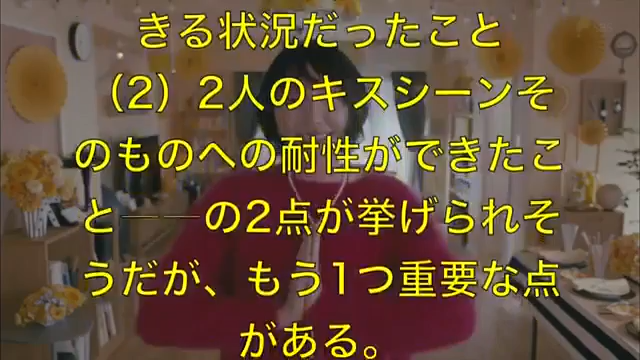 きる状況だったこと
（2）2人のキスシーンそ
のものへの耐性ができたこ
と――の2点が挙げられそ
うだが、もう1つ重要な点
がある。